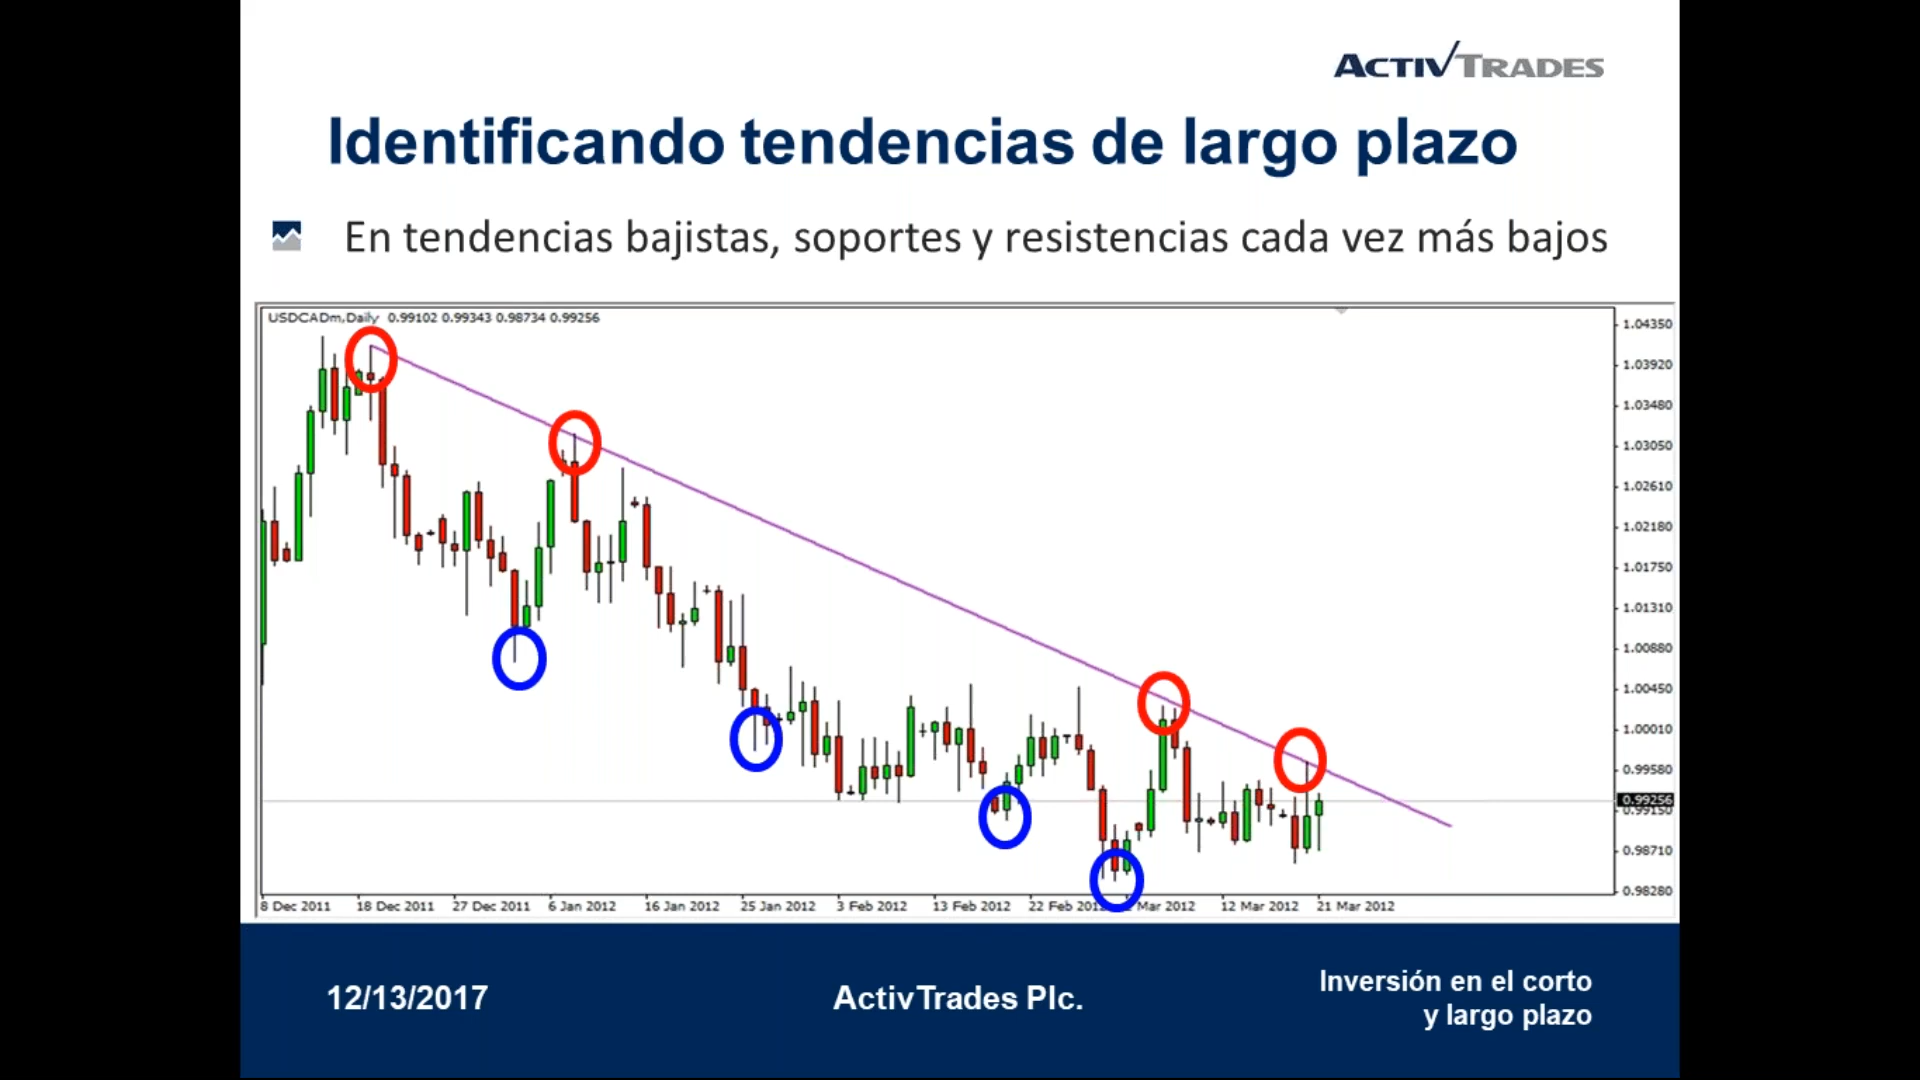 ACTIVTRADES
Identificando tendencias de largo plazo
En tendencias bajistas, soportes y resistencias cada vez más bajos
USDCADm,Daily 0.99102 0.99343 0.98734 0.99256
1.04350
1.03920
1.03480
1.03050
1.02610
1.02180
1.01750
1.01310
1.00880
1.00450
1.00010
0.99580
0.99256
0.99150
0.98710
0.98280
8 Dec 2011 18 Dec 2011 27 Dec 2011 6 Jan 2012 16 Jan 2012 25 Jan 2012 3 Feb 2012 13 Feb 2012 22 Feb 2012 Mar 2012 12 Mar 2012 21 Mar 2012
12/13/2017
ActivTrades Plc.
Inversión en el corto
y largo plazo